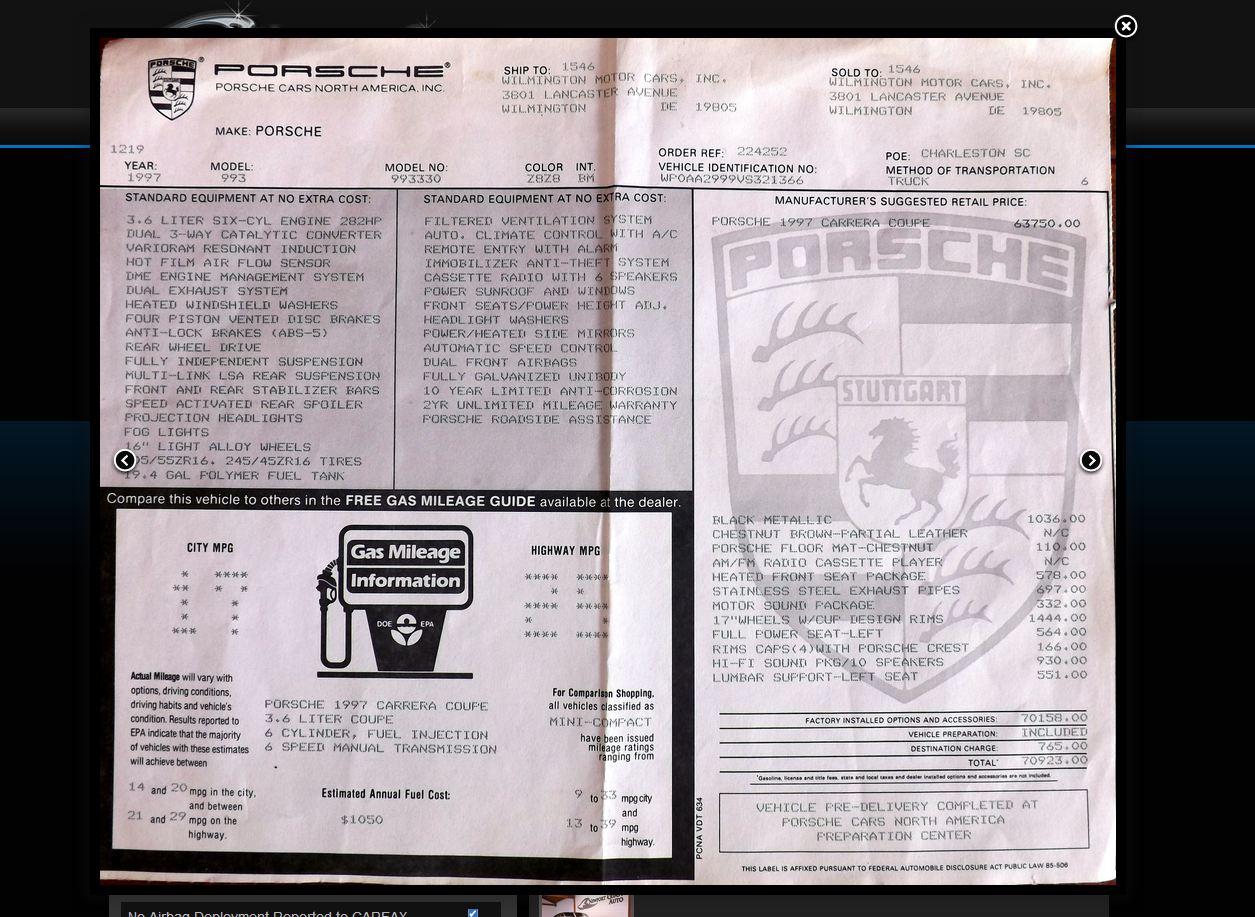 PORSCHE
PORSCHE®
PORSCHE CARS NORTH AMERICA, INC.
SHIP TO: 1546
WILMINGTON MOTOR CARS, INC.
3801 LANCASTER AVENUE
WILMINGTON DE 19805
SOLD TO: 1546
WILMINGTON MOTOR CARS, INC.
3801 LANCASTER AVENUE
WILMINGTON DE 19805
MAKE: PORSCHE
1219
YEAR: MODEL: MODEL NO: COLOR INT.
1997 993 993330 Z8Z8 BM
ORDER REF: 224252
VEHICLE IDENTIFICATION NO:
WP0AA2999VS321366
POE: CHARLESTON SC
METHOD OF TRANSPORTATION
TRUCK 6
STANDARD EQUIPMENT AT NO EXTRA COST:
3.6 LITER SIX-CYL ENGINE 282HP
DUAL 3-WAY CATALYTIC CONVERTER
VARIORAM RESONANT INDUCTION
HOT FILM AIR FLOW SENSOR
DME ENGINE MANAGEMENT SYSTEM
DUAL EXHAUST SYSTEM
HEATED WINDSHIELD WASHERS
FOUR PISTON VENTED DISC BRAKES
ANTI-LOCK BRAKES (ABS-5)
REAR WHEEL DRIVE
FULLY INDEPENDENT SUSPENSION
MULTI-LINK LSA REAR SUSPENSION
FRONT AND REAR STABILIZER BARS
SPEED ACTIVATED REAR SPOILER
PROJECTION HEADLIGHTS
FOG LIGHTS
16" LIGHT ALLOY WHEELS
05/55ZR16, 245/45ZR16 TIRES
19.4 GAL POLYMER FUEL TANK
STANDARD EQUIPMENT AT NO EXTRA COST:
FILTERED VENTILATION SYSTEM
AUTO. CLIMATE CONTROL WITH A/C
REMOTE ENTRY WITH ALARM
IMMOBILIZER ANTI-THEFT SYSTEM
CASSETTE RADIO WITH 6 SPEAKERS
POWER SUNROOF AND WINDOWS
FRONT SEATS/POWER HEIGHT ADJ.
HEADLIGHT WASHERS
POWER/HEATED SIDE MIRRORS
AUTOMATIC SPEED CONTROL
DUAL FRONT AIRBAGS
FULLY GALVANIZED UNIBODY
10 YEAR LIMITED ANTI-CORROSION
2YR UNLIMITED MILEAGE WARRANTY
PORSCHE ROADSIDE ASSISTANCE
MANUFACTURER'S SUGGESTED RETAIL PRICE:
PORSCHE 1997 CARRERA COUPE 63750.00
PORSCHE
STUTTGART
BLACK METALLIC 1036.00
CHESTNUT BROWN-PARTIAL LEATHER N/C
PORSCHE FLOOR MAT-CHESTNUT 110.00
AM/FM RADIO CASSETTE PLAYER N/C
HEATED FRONT SEAT PACKAGE 578.00
STAINLESS STEEL EXHAUST PIPES 697.00
MOTOR SOUND PACKAGE 332.00
17"WHEELS W/CUP DESIGN RIMS 1444.00
FULL POWER SEAT-LEFT 564.00
RIMS CAPS(4)WITH PORSCHE CREST 166.00
HI-FI SOUND PKG/10 SPEAKERS 930.00
LUMBAR SUPPORT-LEFT SEAT 551.00
FACTORY INSTALLED OPTIONS AND ACCESSORIES: 70158.00
VEHICLE PREPARATION: INCLUDED
DESTINATION CHARGE: 765.00
TOTAL* 70923.00
*Gasoline, license and title fees, state and local taxes and dealer installed options and accessories are not included.
VEHICLE PRE-DELIVERY COMPLETED AT
PORSCHE CARS NORTH AMERICA
PREPARATION CENTER
PCNA VDT 634
THIS LABEL IS AFFIXED PURSUANT TO FEDERAL AUTOMOBILE DISCLOSURE ACT PUBLIC LAW 85-506
Compare this vehicle to others in the FREE GAS MILEAGE GUIDE available at the dealer.
CITY MPG
Gas Mileage
Information
DOE EPA
HIGHWAY MPG
Actual Mileage will vary with
options, driving conditions,
driving habits and vehicle's
condition. Results reported to
EPA indicate that the majority
of vehicles with these estimates
will achieve between
14 and 20 mpg in the city,
and between
21 and 29 mpg on the
highway.
PORSCHE 1997 CARRERA COUPE
3.6 LITER COUPE
6 CYLINDER, FUEL INJECTION
6 SPEED MANUAL TRANSMISSION
Estimated Annual Fuel Cost:
$1050
For Comparison Shopping,
all vehicles classified as
MINI-COMPACT
have been issued
mileage ratings
ranging from
9 to 33 mpg city
and
13 to 39 mpg
highway.
No Airbag Deployment Reported to CARFAX
AUTO